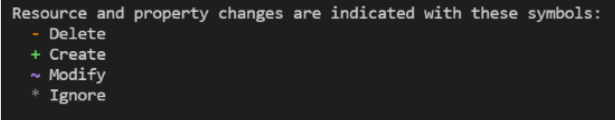 Resource and property changes are indicated with these symbols:
- Delete
+ Create
~ Modify
* Ignore